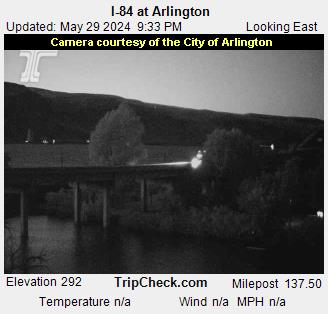 I-84 at Arlington
Updated: May 29 2024 9:33 PM Looking East
Camera courtesy of the City of Arlington
Elevation 292 TripCheck.com Milepost 137.50
Temperature n/a Wind n/a MPH n/a